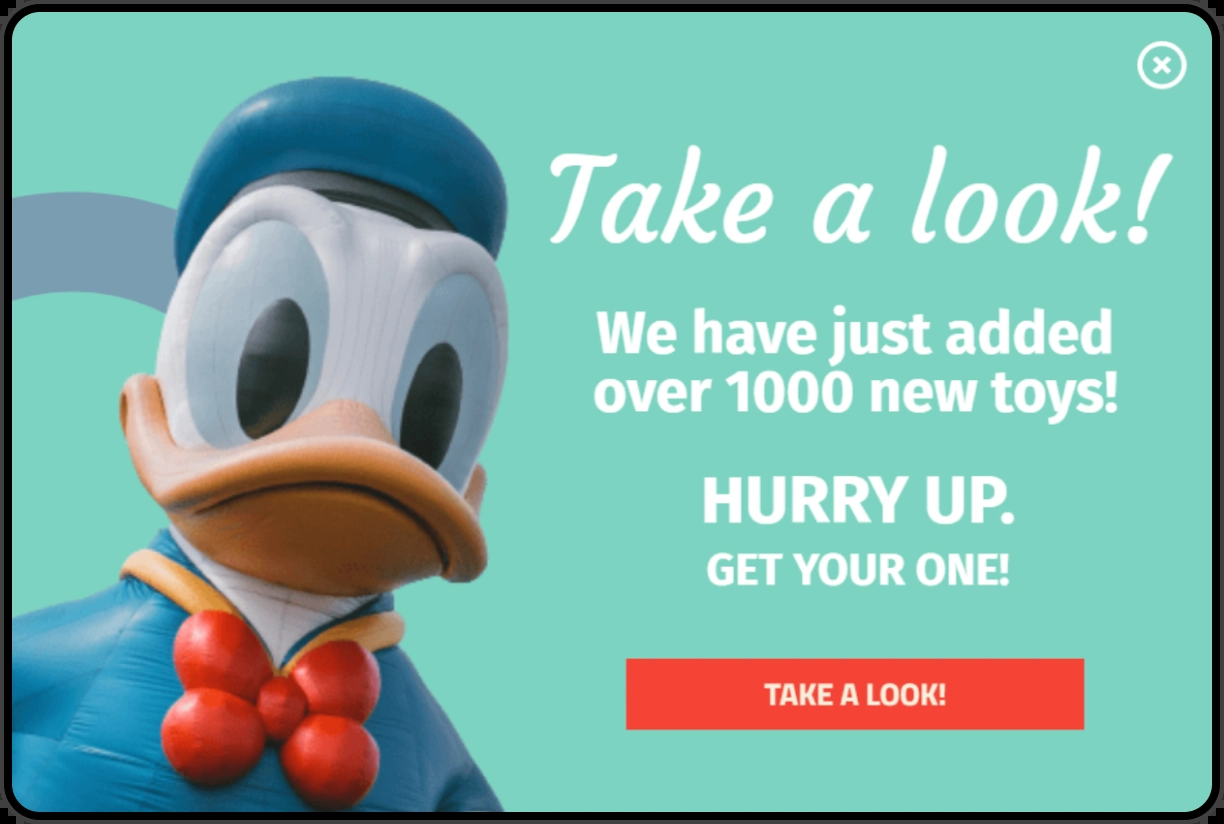 Take a look!
We have just added
over 1000 new toys!
HURRY UP.
GET YOUR ONE!
TAKE A LOOK!